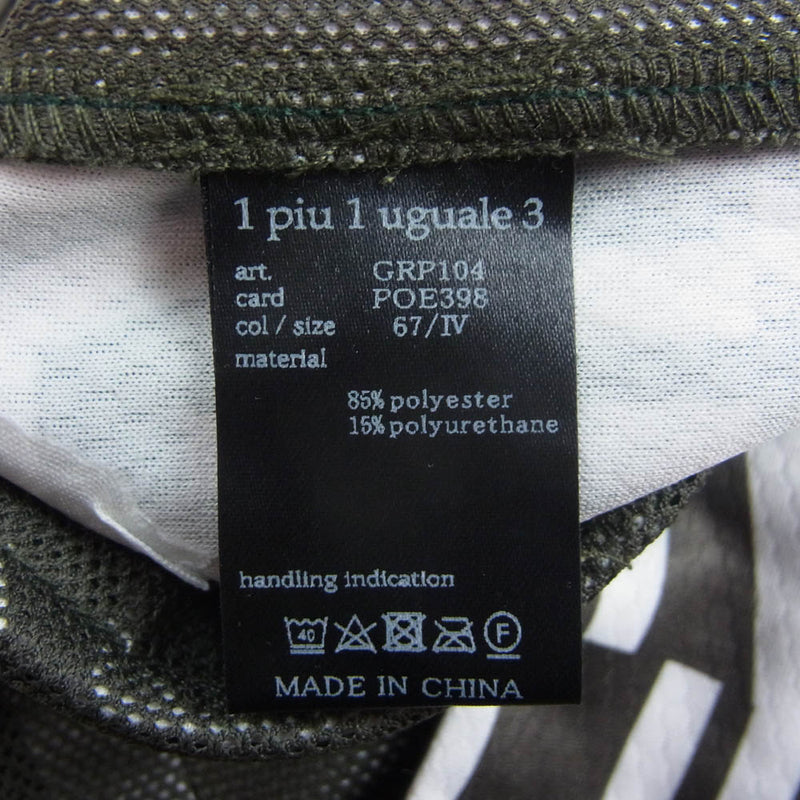 1 piu 1 uguale 3
art. GRP104
card POE398
col / size 67/IV
material
85% polyester
15% polyurethane
handling indication
40 F
MADE IN CHINA